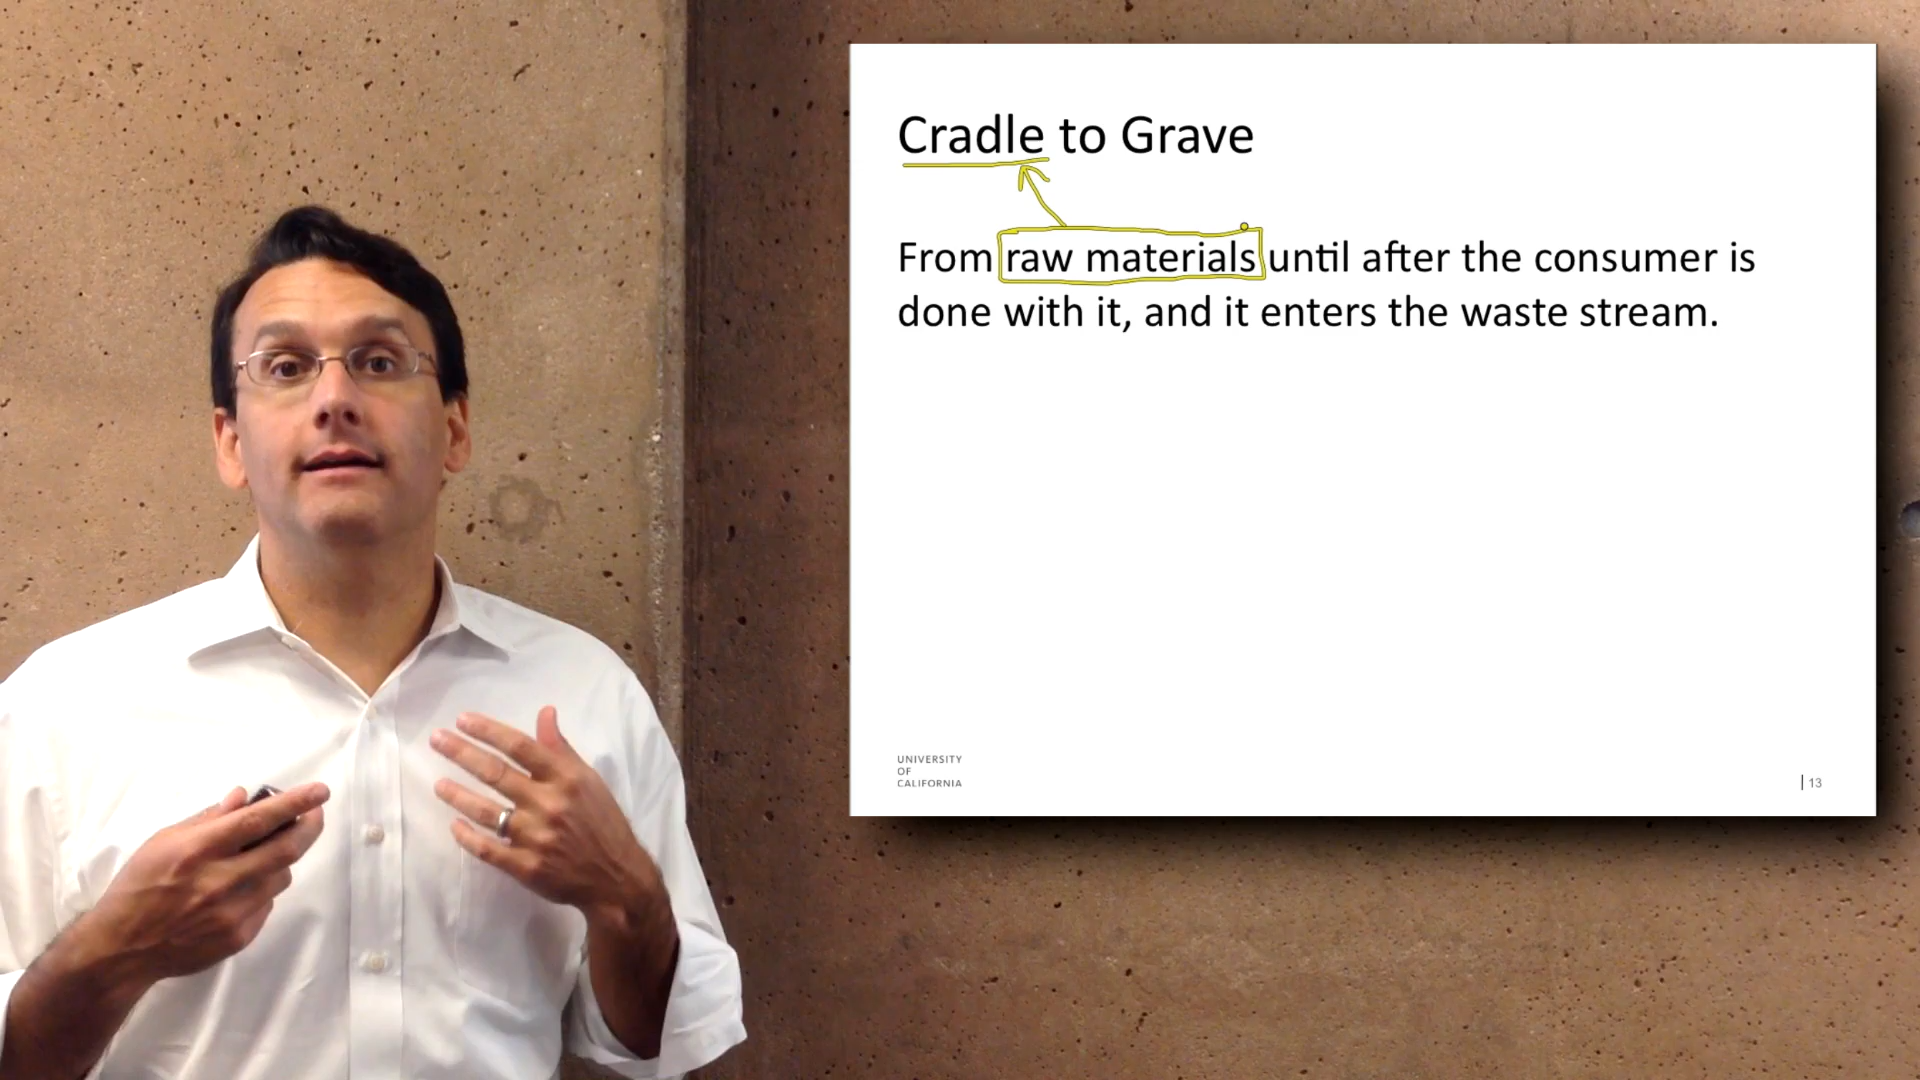 Cradle to Grave
From raw materials until after the consumer is
done with it, and it enters the waste stream.
UNIVERSITY
OF
CALIFORNIA
| 13